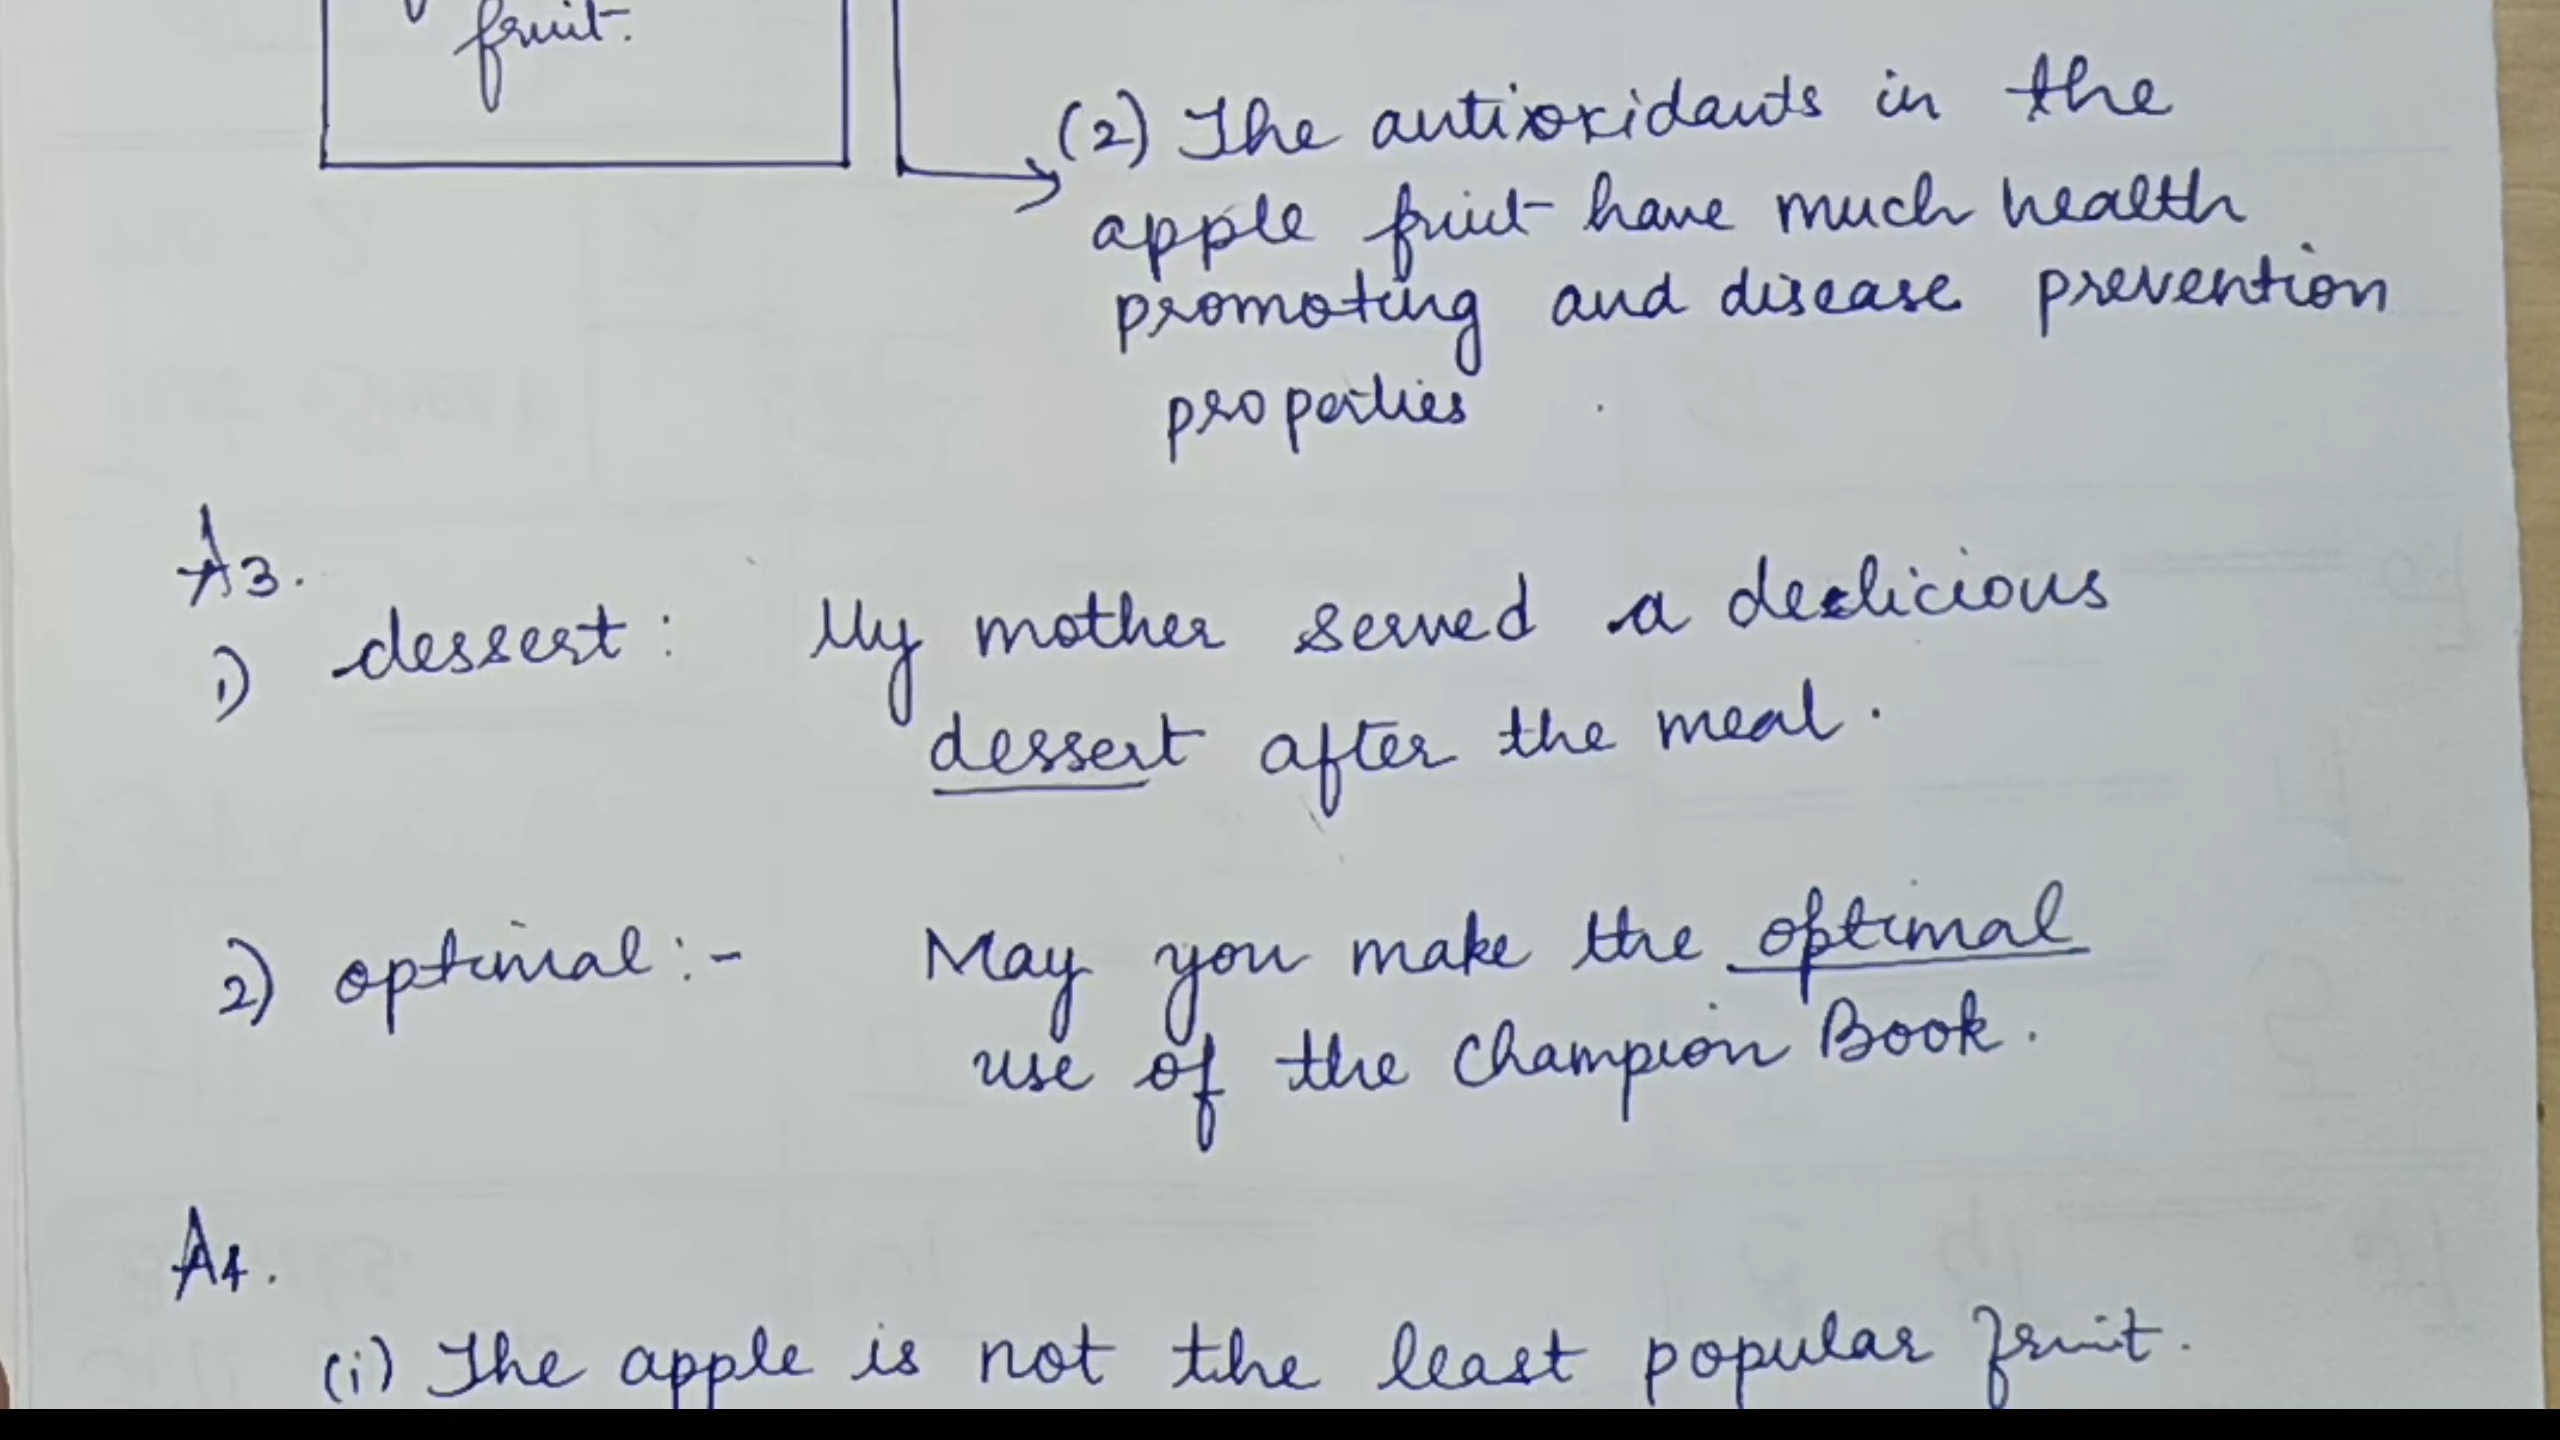 fruit.
(2) The antioxidants in the
apple fruit have much health
promoting and disease prevention
properties
A3.
1) dessert: My mother served a delicious
dessert after the meal.
2) optimal:- May you make the optimal
use of the Champion Book.
A4.
(i) The apple is not the least popular fruit.